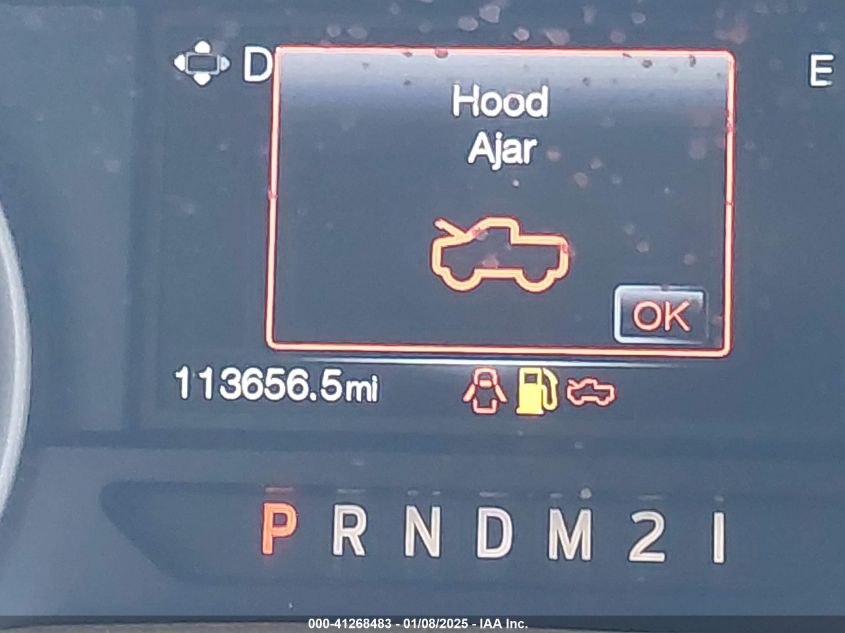 D
E
Hood
Ajar
OK
113656.5mi
P R N D M 2 1
000-41268483 - 01/08/2025 - IAA Inc.